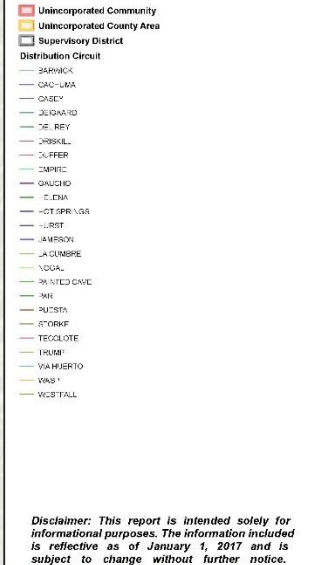 Unincorporated Community
Unincorporated County Area
Supervisory District
Distribution Circuit
BARWICK
CACHUMA
CASEY
DEIGAARD
DEL REY
DRISKILL
DUFFER
EMPIRE
GAUCHO
HELENA
HOT SPRINGS
HURST
JAMESON
LA CUMBRE
NOGAL
PAINTED CAVE
PAR
PUESTA
STORKE
TECOLOTE
TRUMP
VIA HUERTO
WESTFALL
Disclaimer: This report is intended solely for
informational purposes. The information included
is reflective as of January 1, 2017 and is
subject to change without further notice.